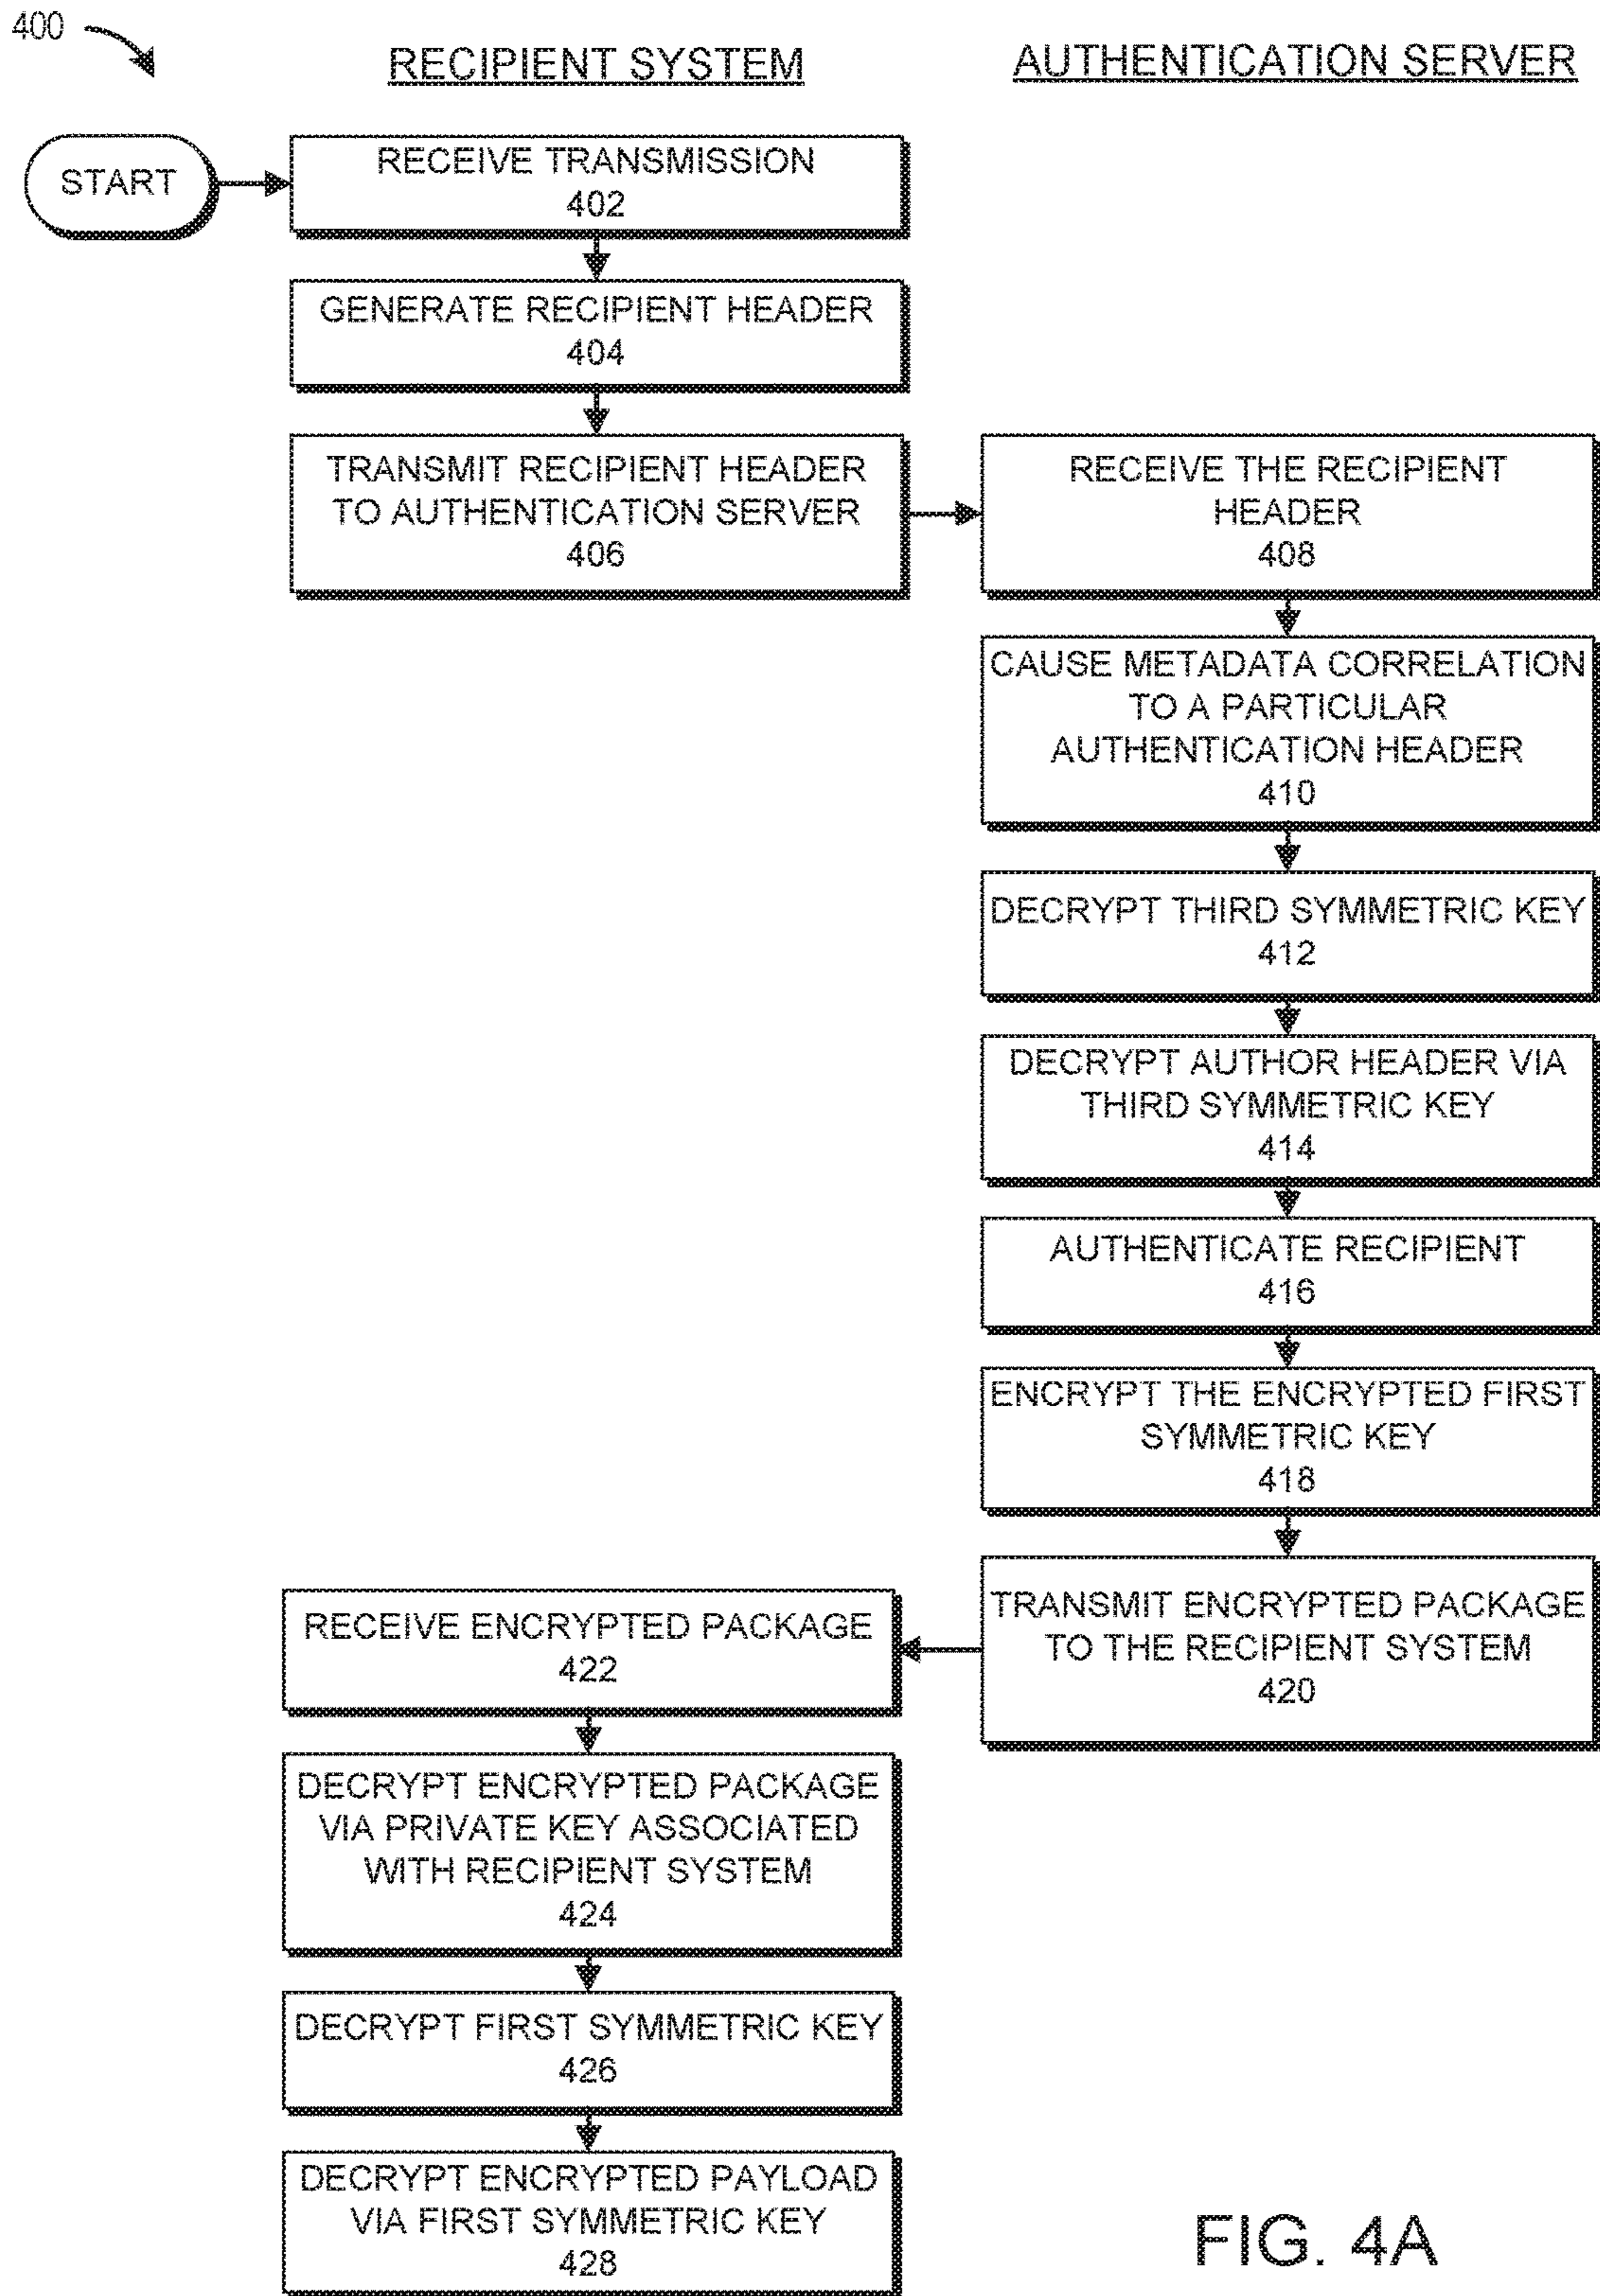 400
RECIPIENT SYSTEM
AUTHENTICATION SERVER
START
RECEIVE TRANSMISSION
402
GENERATE RECIPIENT HEADER
404
TRANSMIT RECIPIENT HEADER
TO AUTHENTICATION SERVER
406
RECEIVE THE RECIPIENT
HEADER
408
CAUSE METADATA CORRELATION
TO A PARTICULAR
AUTHENTICATION HEADER
410
DECRYPT THIRD SYMMETRIC KEY
412
DECRYPT AUTHOR HEADER VIA
THIRD SYMMETRIC KEY
414
AUTHENTICATE RECIPIENT
416
ENCRYPT THE ENCRYPTED FIRST
SYMMETRIC KEY
418
TRANSMIT ENCRYPTED PACKAGE
TO THE RECIPIENT SYSTEM
420
RECEIVE ENCRYPTED PACKAGE
422
DECRYPT ENCRYPTED PACKAGE
VIA PRIVATE KEY ASSOCIATED
WITH RECIPIENT SYSTEM
424
DECRYPT FIRST SYMMETRIC KEY
426
DECRYPT ENCRYPTED PAYLOAD
VIA FIRST SYMMETRIC KEY
428
FIG. 4A